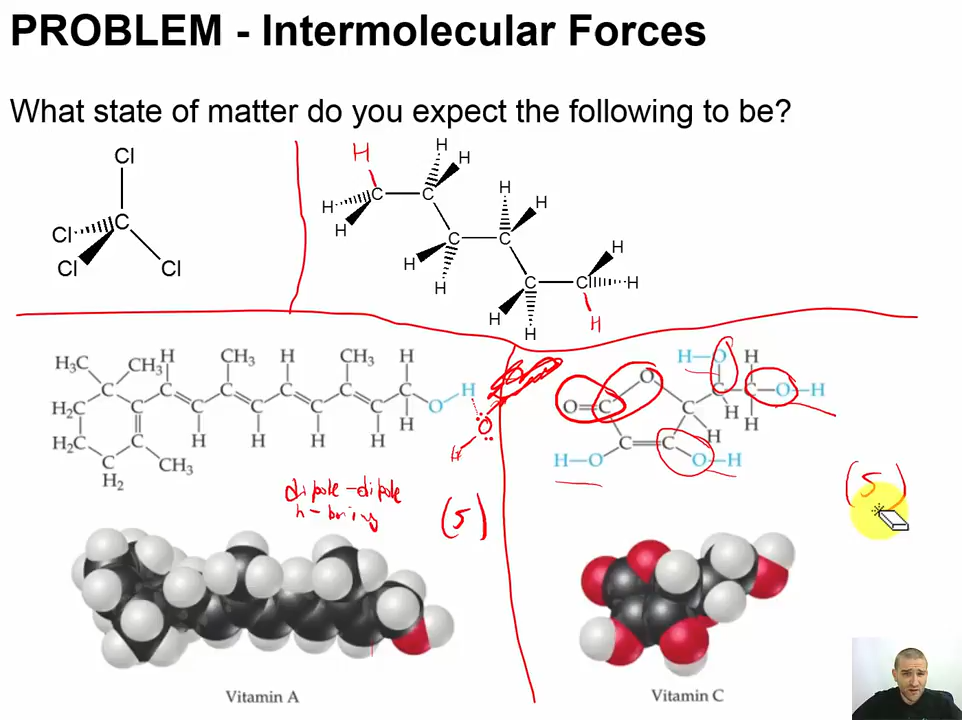 PROBLEM - Intermolecular Forces
What state of matter do you expect the following to be?
Cl
Cl
C
Cl
Cl
H
H
H
H
C
C
H
H
H
C
C
H
H
H
C
Cl
H
H
H
H
H₃C
CH₃
H
CH₃
H
CH₃
H
H₂C
C
O
H
H₂C
C
H
H
H
H
H
C
H₂
CH₃
O
H
dipole-dipole
(s)
O
O=C
H-O
H
C
C
O-H
H
H
C
C
H
H-O
O-H
(s)
Vitamin A
Vitamin C